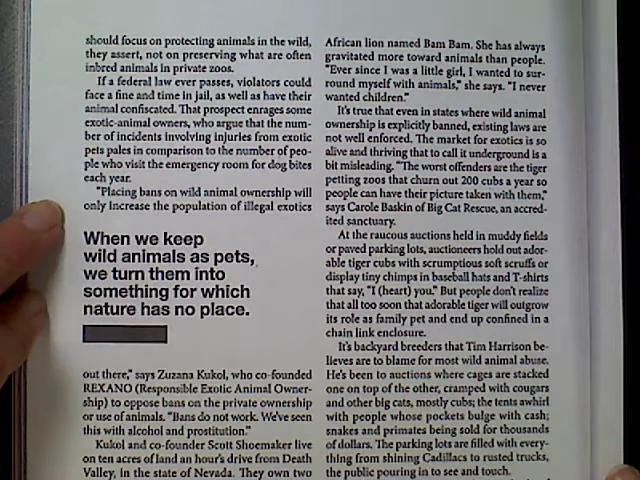 should focus on protecting animals in the wild,
they assert, not on preserving what are often
inbred animals in private zoos.
If a federal law ever passes, violators could
face a fine and time in jail, as well as have their
animal confiscated. That prospect enrages some
exotic-animal owners, who argue that the num-
ber of incidents involving injuries from exotic
pets pales in comparison to the number of peo-
ple who visit the emergency room for dog bites
each year.
"Placing bans on wild animal ownership will
only increase the population of illegal exotics
When we keep
wild animals as pets,
we turn them into
something for which
nature has no place.
out there," says Zuzana Kukol, who co-founded
REXANO (Responsible Exotic Animal Owner-
ship) to oppose bans on the private ownership
or use of animals. "Bans do not work. We've seen
this with alcohol and prostitution."
Kukol and co-founder Scott Shoemaker live
on ten acres of land an hour's drive from Death
Valley, in the state of Nevada. They own two
African lion named Bam Bam. She has always
gravitated more toward animals than people.
"Ever since I was a little girl, I wanted to sur-
round myself with animals," she says. "I never
wanted children."
It's true that even in states where wild animal
ownership is explicitly banned, existing laws are
not well enforced. The market for exotics is so
alive and thriving that to call it underground is a
bit misleading. "The worst offenders are the tiger
petting zoos that churn out 200 cubs a year so
people can have their picture taken with them,"
says Carole Baskin of Big Cat Rescue, an accred-
ited sanctuary.
At the raucous auctions held in muddy fields
or paved parking lots, auctioneers hold out ador-
able tiger cubs with scrumptious soft scruffs or
display tiny chimps in baseball hats and T-shirts
that say, "I (heart) you." But people don't realize
that all too soon that adorable tiger will outgrow
its role as family pet and end up confined in a
chain link enclosure.
It's backyard breeders that Tim Harrison be-
lieves are to blame for most wild animal abuse.
He's been to auctions where cages are stacked
one on top of the other, cramped with cougars
and other big cats, mostly cubs; the tents awhirl
with people whose pockets bulge with cash;
snakes and primates being sold for thousands
of dollars. The parking lots are filled with every-
thing from shining Cadillacs to rusted trucks,
the public pouring in to see and touch.